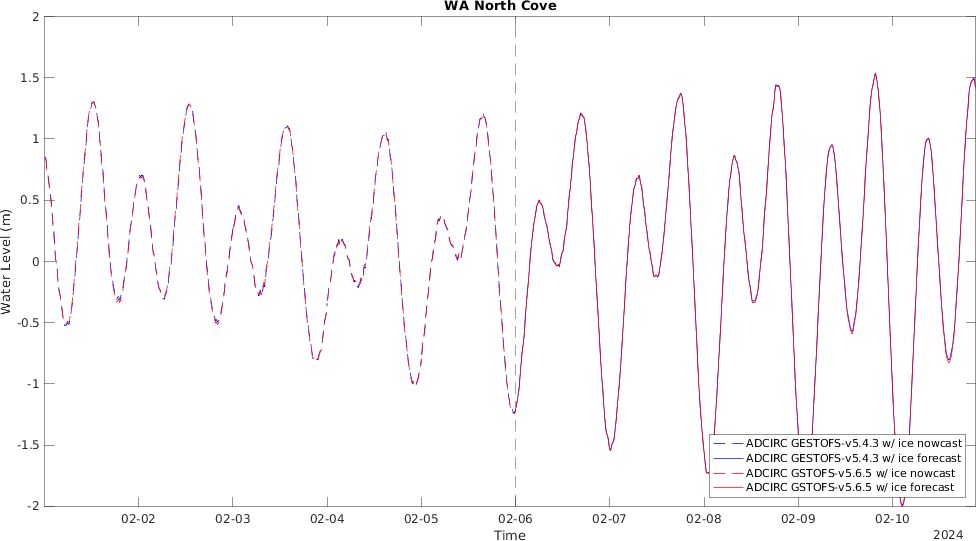 WA North Cove
2
1.5
1
0.5
0
-0.5
-1
-1.5
-2
Water Level (m)
02-02
02-03
02-04
02-05
02-06
02-07
02-08
02-09
02-10
Time
2024
ADCIRC GESTOFS-v5.4.3 w/ ice nowcast
ADCIRC GESTOFS-v5.4.3 w/ ice forecast
ADCIRC GSTOFS-v5.6.5 w/ ice nowcast
ADCIRC GSTOFS-v5.6.5 w/ ice forecast